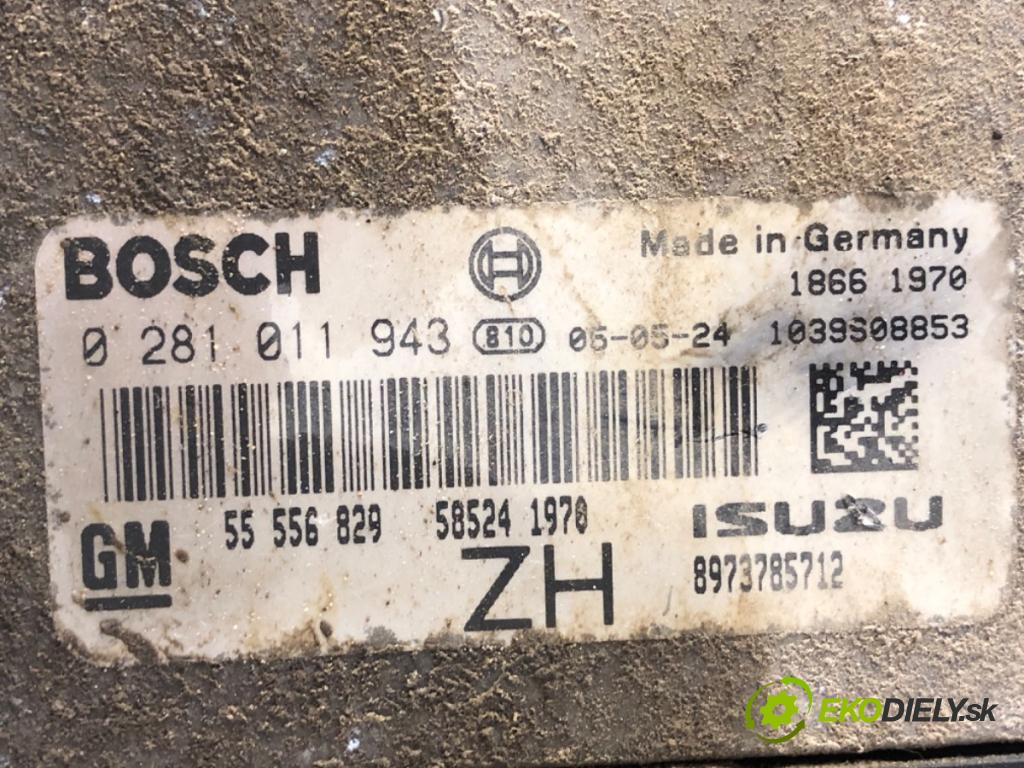 BOSCH
Made in Germany
1866 1970
0 281 011 943 810 05-05-24 1039S08853
55 556 829 58524 1970 ISUZU
GM ZH 8973785712
EKODIELY.sk